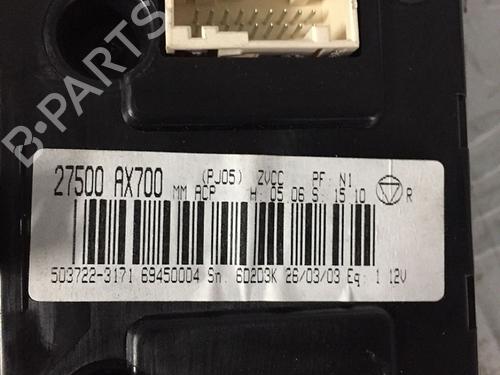 B-PARTS
(PJ05) ZVCC PF: N1
27500 AX700 MM ACP H: 05 06 S: 15 10 R
503722-3171 69450004 Sn. 6D2D3K 26/03/03 Eq: 1 12V